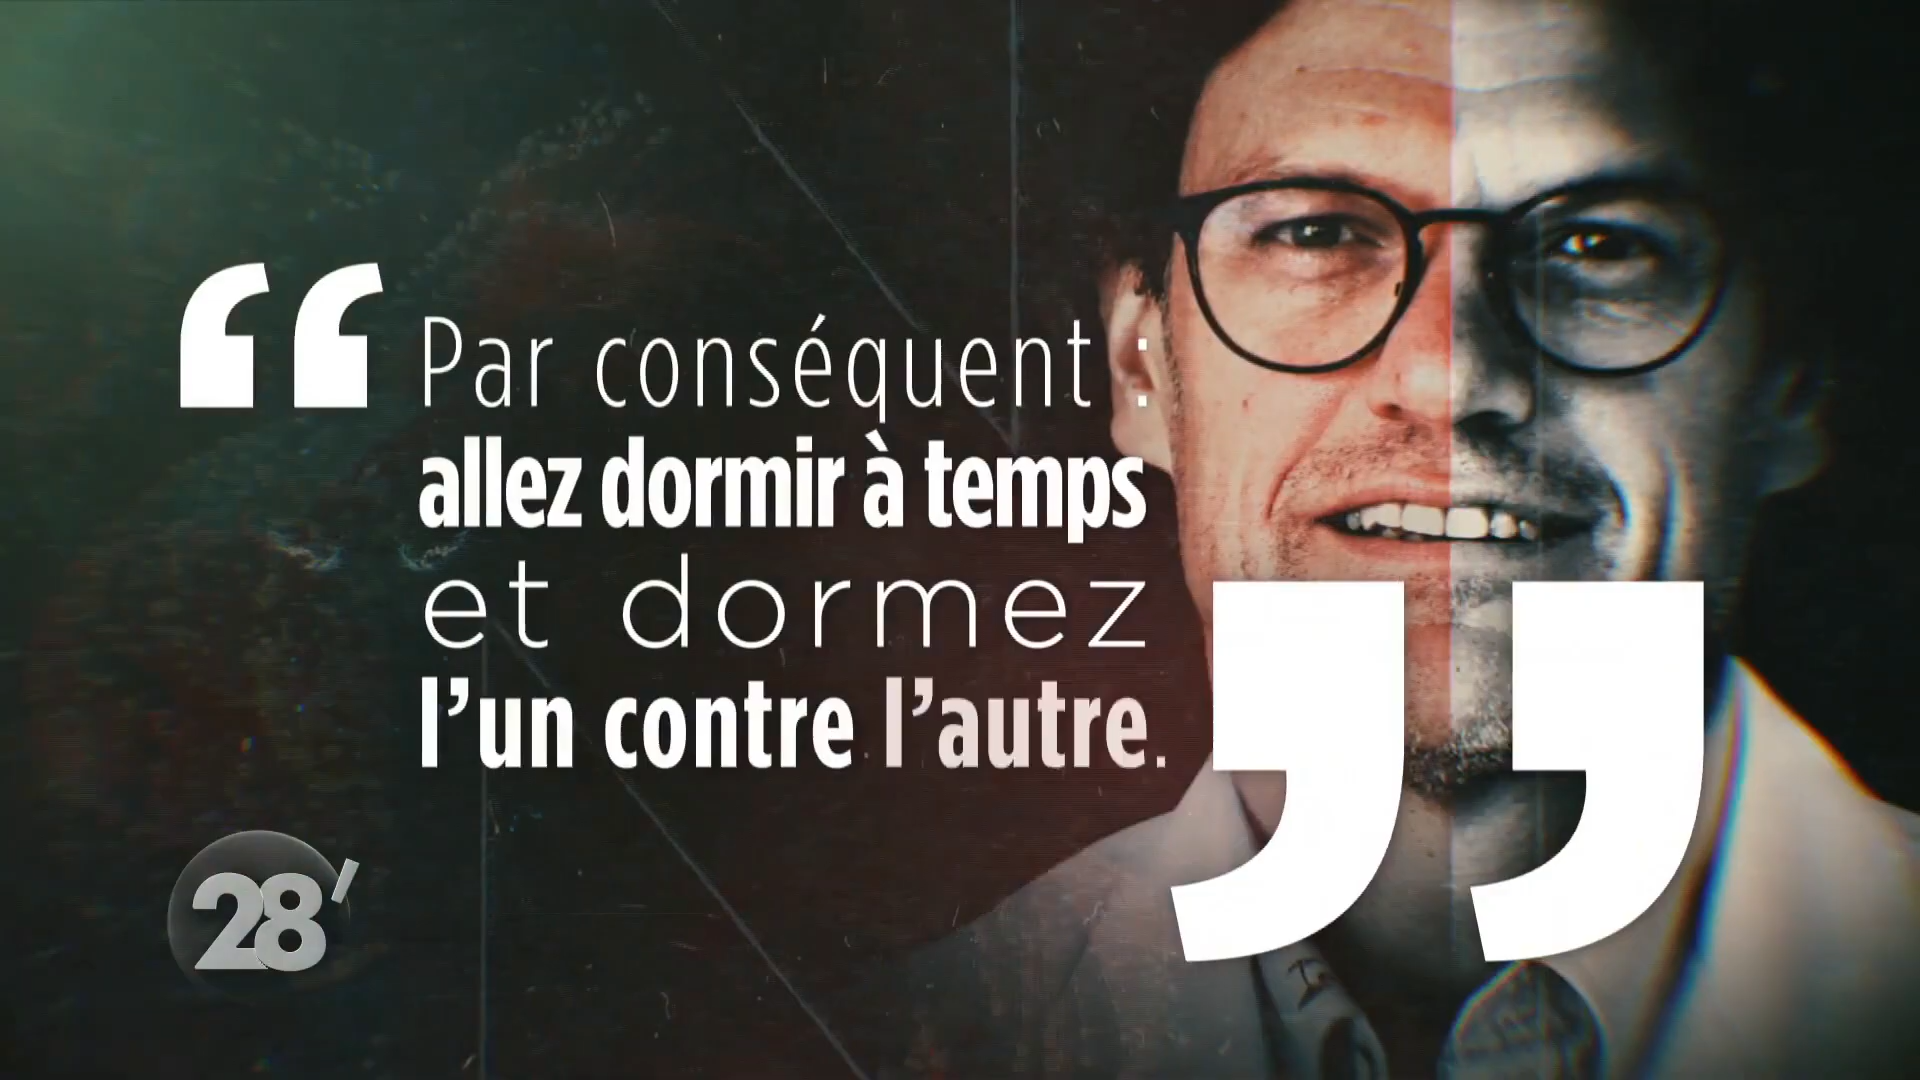 “ Par conséquent :
allez dormir à temps
et dormez
l’un contre l’autre. ”
28’